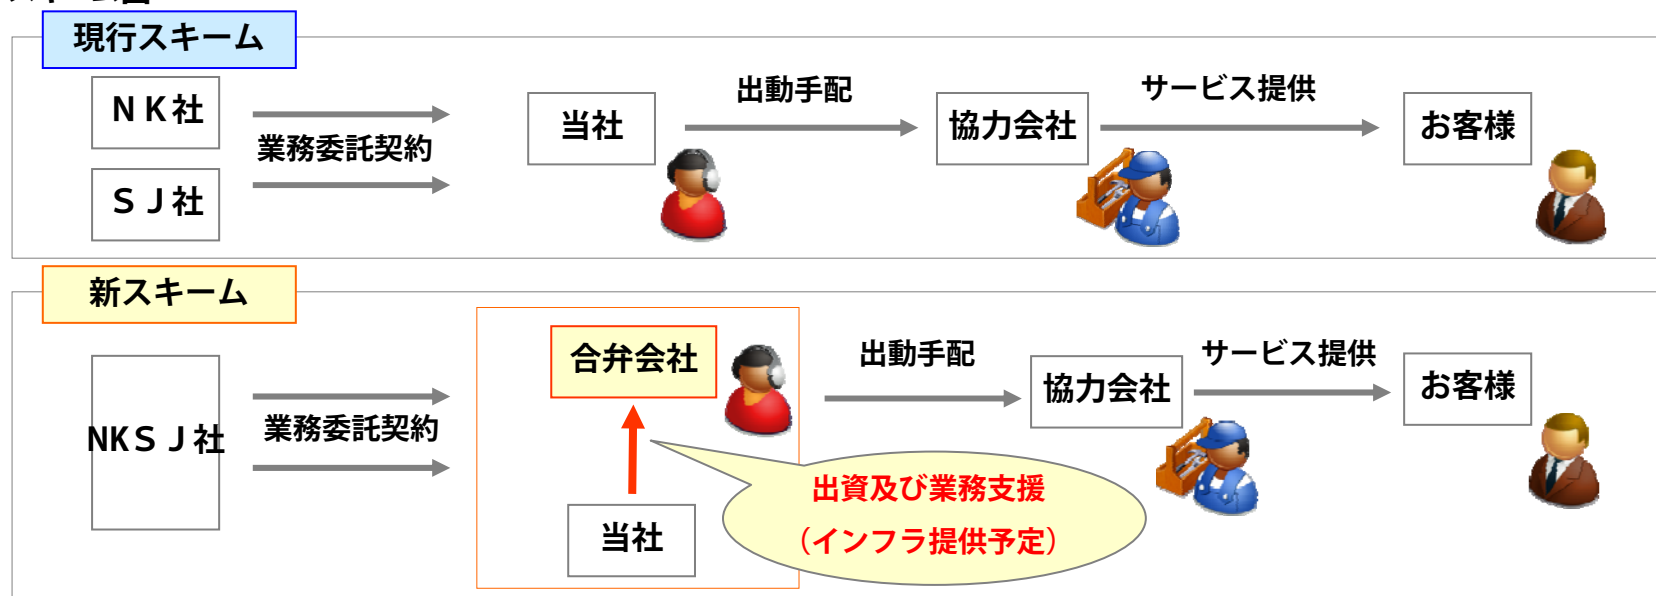 現行スキーム
ＮＫ社
業務委託契約
ＳＪ社
当社
出動手配
協力会社
サービス提供
お客様
新スキーム
NKＳＪ社
業務委託契約
合弁会社
当社
出資及び業務支援
（インフラ提供予定）
出動手配
協力会社
サービス提供
お客様